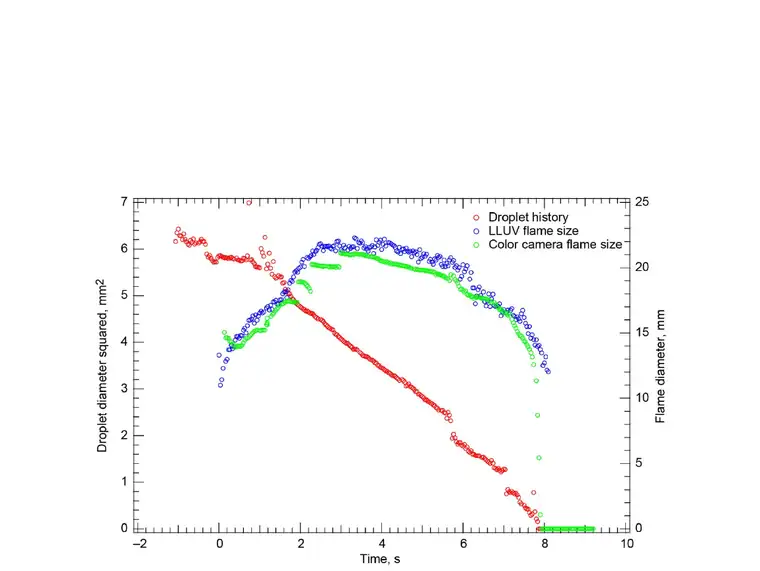 7
6
5
4
3
2
1
0
Droplet diameter squared, mm2
Droplet history
LLUV flame size
Color camera flame size
25
20
15
10
5
0
Flame diameter, mm
–2 0 2 4 6 8 10
Time, s